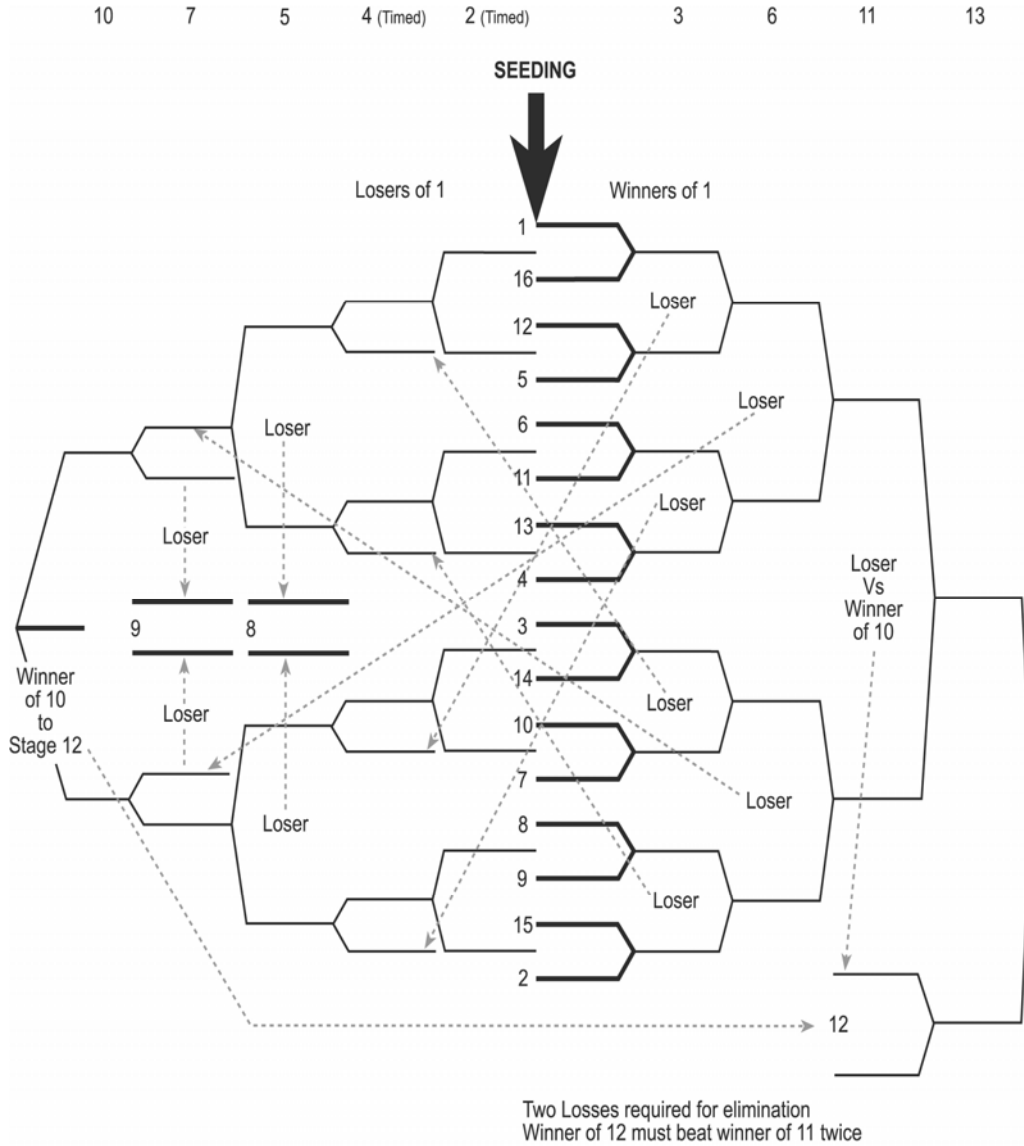 10 7 5 4 (Timed) 2 (Timed) 3 6 11 13
SEEDING
Losers of 1 Winners of 1
1
16
Loser
12
5
Loser
6
Loser
11
Loser
13
Loser
4
Loser
Vs
Winner
of 10
3
9 8
14
Winner
of 10
to
Stage 12
Loser
Loser
10
7
Loser
8
Loser
9
Loser
15
2
12
Two Losses required for elimination
Winner of 12 must beat winner of 11 twice